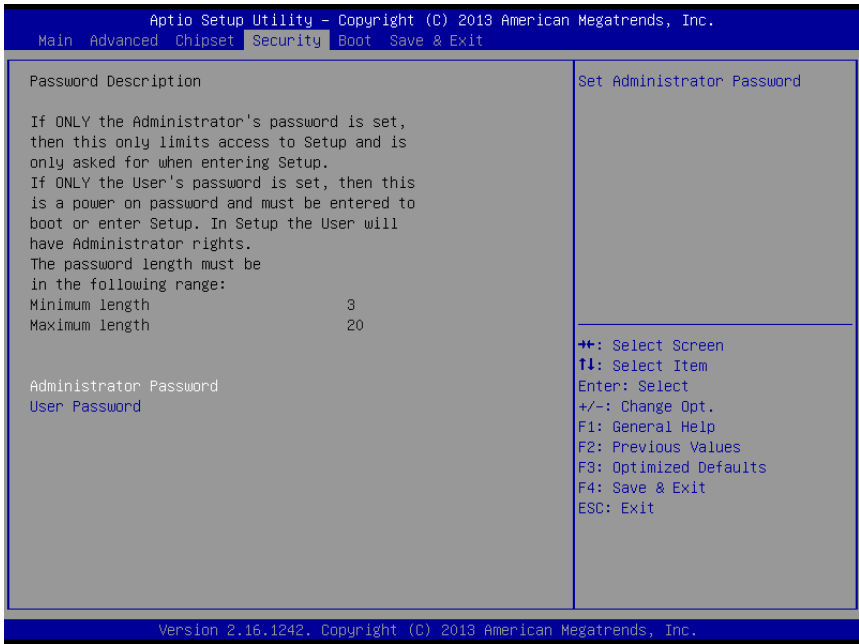 Aptio Setup Utility – Copyright (C) 2013 American Megatrends, Inc.
Main Advanced Chipset Security Boot Save & Exit
Password Description
If ONLY the Administrator's password is set,
then this only limits access to Setup and is
only asked for when entering Setup.
If ONLY the User's password is set, then this
is a power on password and must be entered to
boot or enter Setup. In Setup the User will
have Administrator rights.
The password length must be
in the following range:
Minimum length 3
Maximum length 20
Administrator Password
User Password
Set Administrator Password
→←: Select Screen
↑↓: Select Item
Enter: Select
+/-: Change Opt.
F1: General Help
F2: Previous Values
F3: Optimized Defaults
F4: Save & Exit
ESC: Exit
Version 2.16.1242. Copyright (C) 2013 American Megatrends, Inc.